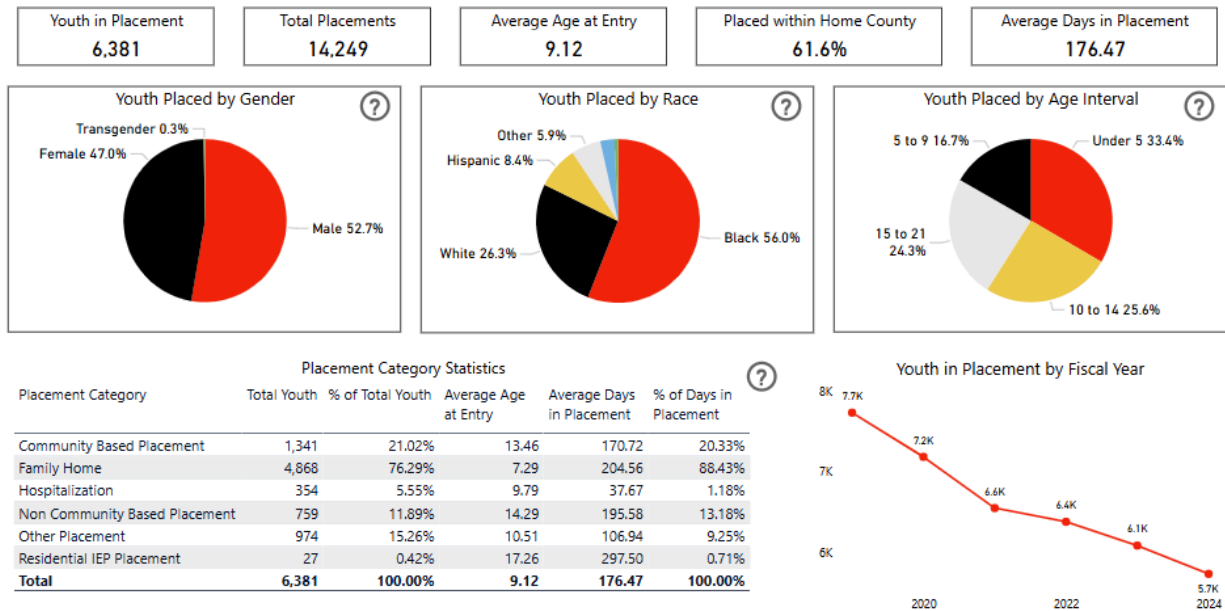 Youth in Placement
6,381
Total Placements
14,249
Average Age at Entry
9.12
Placed within Home County
61.6%
Average Days in Placement
176.47
Youth Placed by Gender
?
Transgender 0.3%
Female 47.0%
Male 52.7%
Youth Placed by Race
?
Other 5.9%
Hispanic 8.4%
White 26.3%
Black 56.0%
Youth Placed by Age Interval
?
5 to 9 16.7%
Under 5 33.4%
15 to 21
24.3%
10 to 14 25.6%
Placement Category Statistics
?
Placement Category Total Youth % of Total Youth Average Age at Entry Average Days in Placement % of Days in Placement
Community Based Placement 1,341 21.02% 13.46 170.72 20.33%
Family Home 4,868 76.29% 7.29 204.56 88.43%
Hospitalization 354 5.55% 9.79 37.67 1.18%
Non Community Based Placement 759 11.89% 14.29 195.58 13.18%
Other Placement 974 15.26% 10.51 106.94 9.25%
Residential IEP Placement 27 0.42% 17.26 297.50 0.71%
Total 6,381 100.00% 9.12 176.47 100.00%
Youth in Placement by Fiscal Year
8K
7K
6K
7.7K
7.2K
6.6K
6.4K
6.1K
5.7K
2020
2022
2024